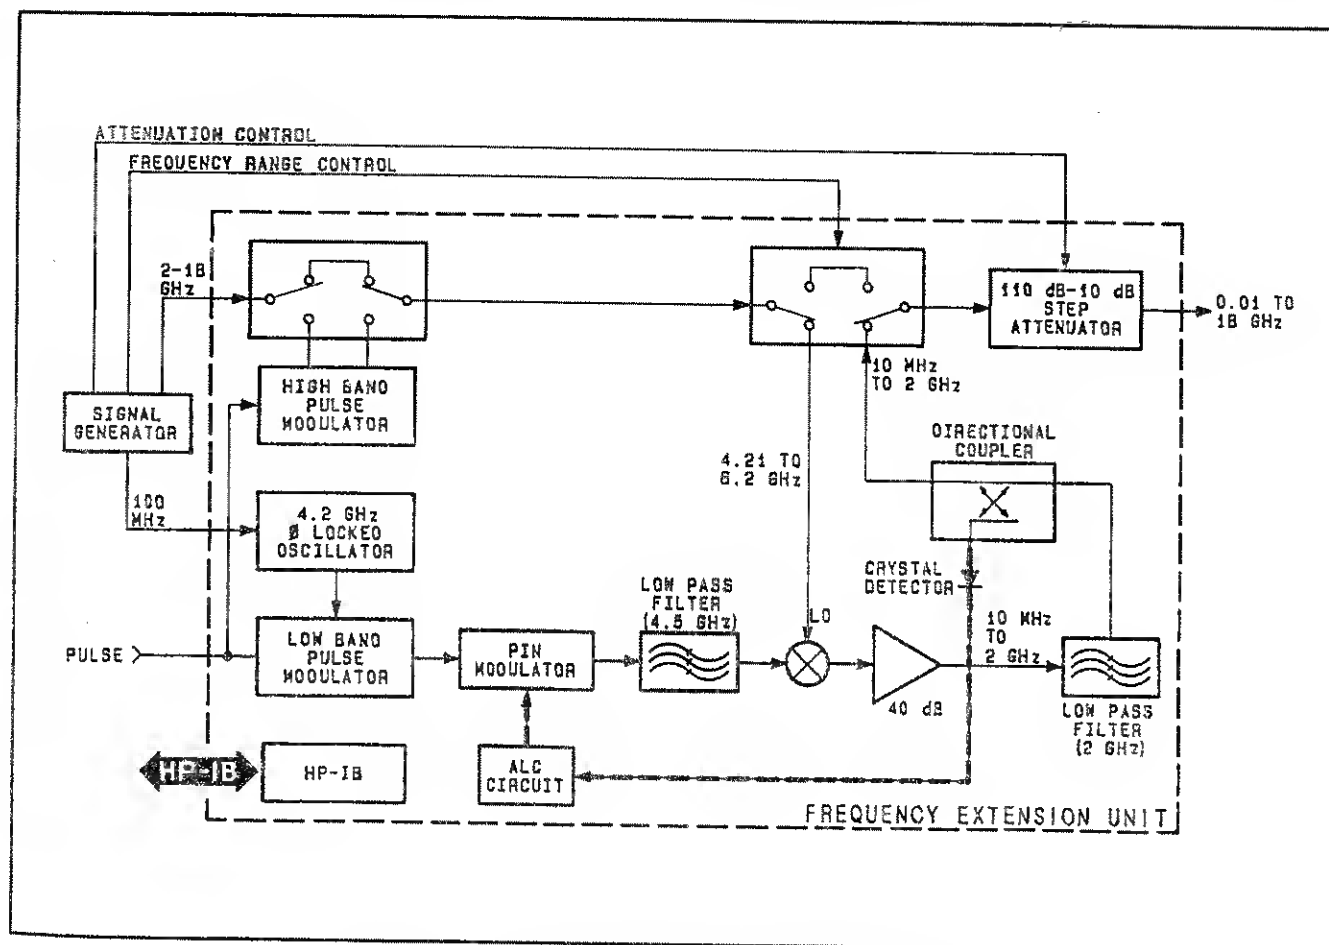 ATTENUATION CONTROL
FREQUENCY RANGE CONTROL
2-18
GHz
110 dB-10 dB
STEP
ATTENUATOR
0.01 TO
18 GHz
10 MHz
TO 2 GHz
HIGH BAND
PULSE
MODULATOR
SIGNAL
GENERATOR
DIRECTIONAL
COUPLER
4.21 TO
6.2 GHz
100
MHz
4.2 GHz
Ø LOCKED
OSCILLATOR
CRYSTAL
DETECTOR
LOW PASS
FILTER
(4.5 GHz)
LO
10 MHz
TO
2 GHz
PULSE
LOW BAND
PULSE
MODULATOR
PIN
MODULATOR
40 dB
LOW PASS
FILTER
(2 GHz)
HP-IB
HP-IB
ALC
CIRCUIT
FREQUENCY EXTENSION UNIT